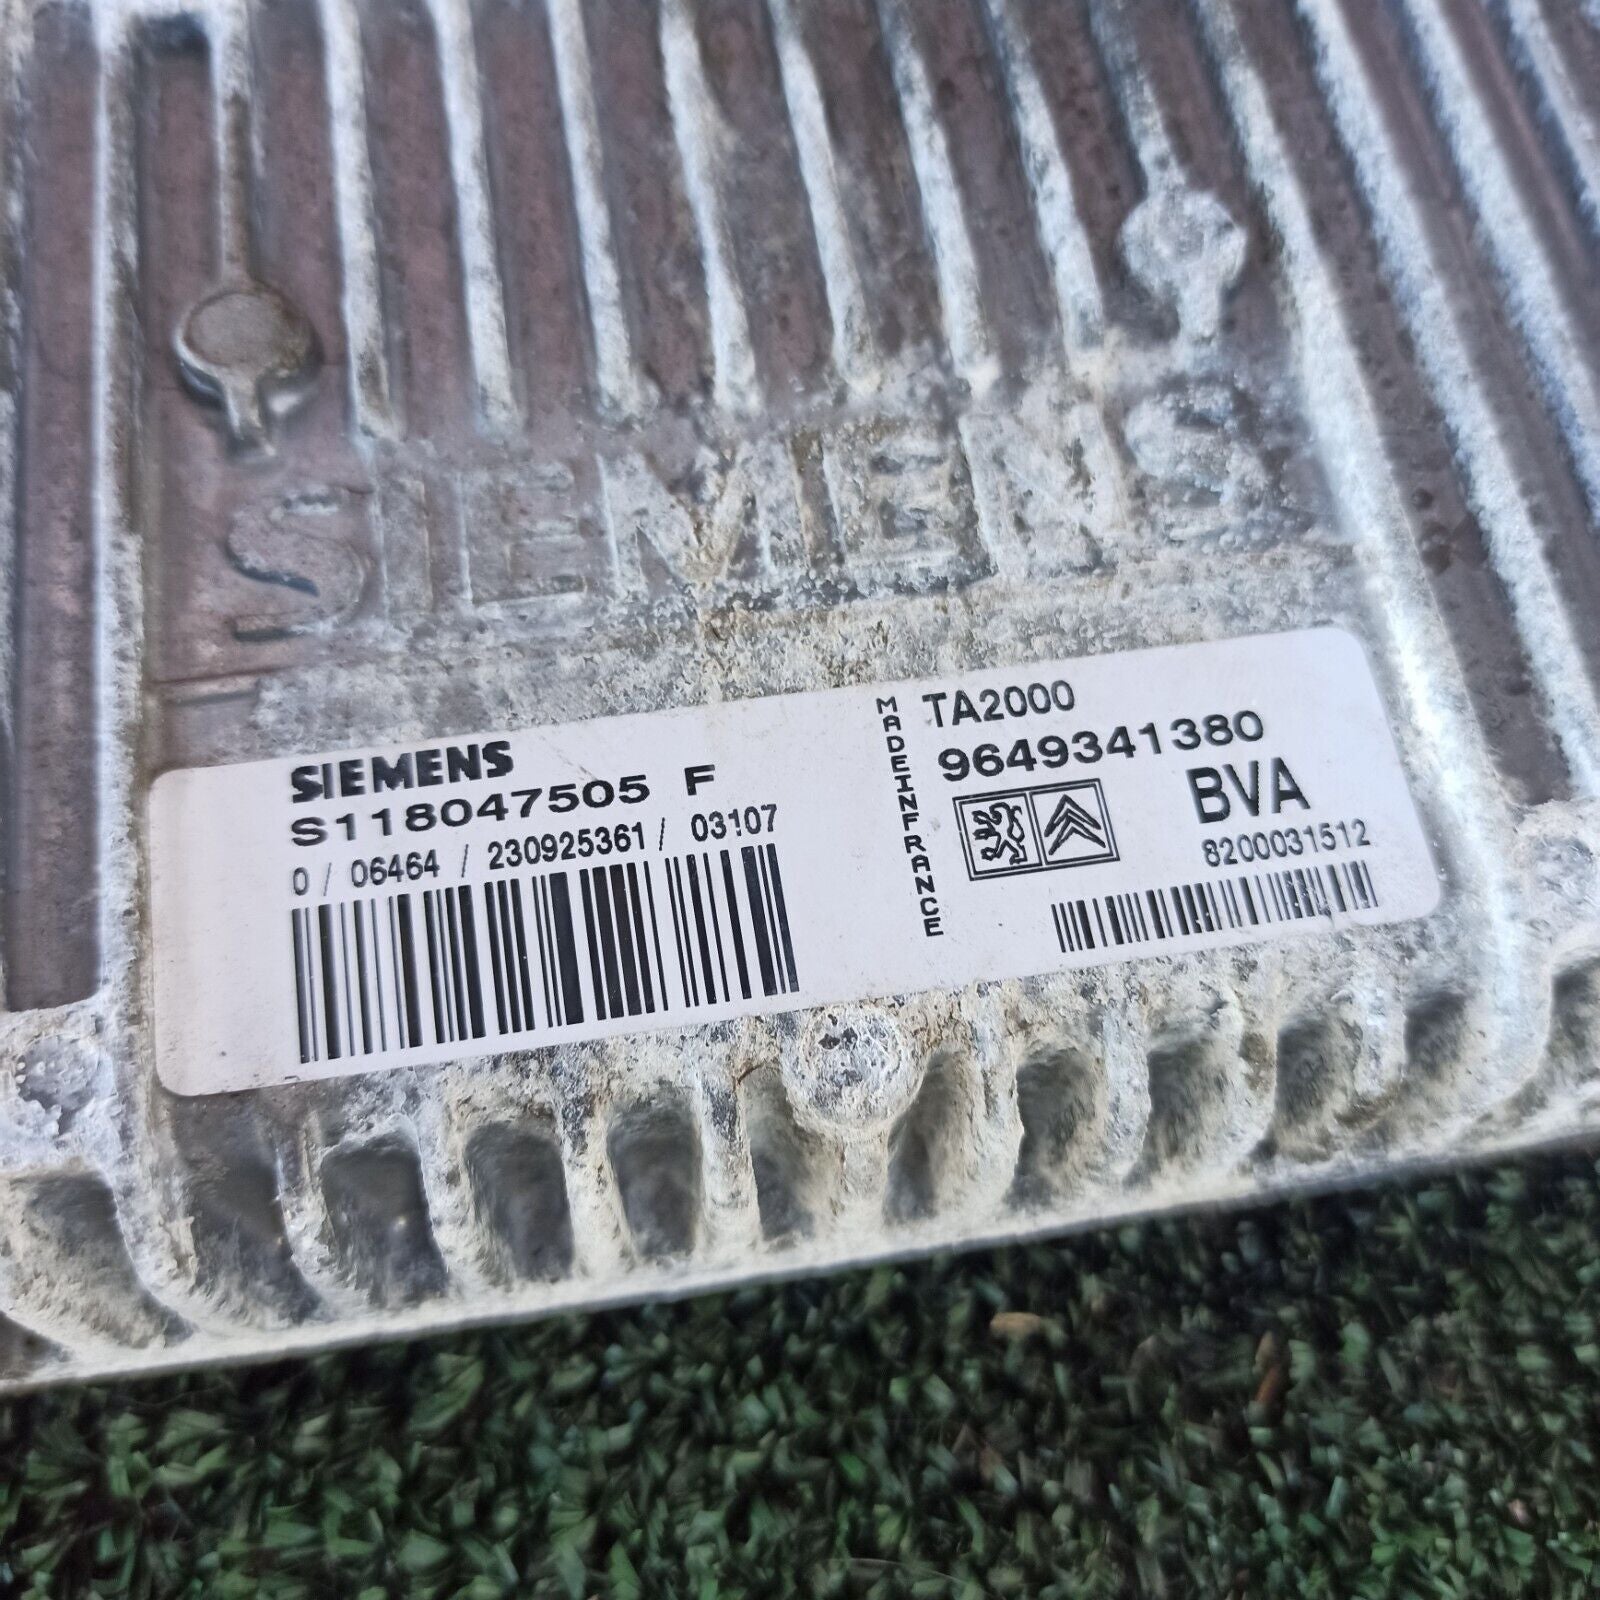 SIEMENS
SIEMENS
S118047505 F
0 / 06464 / 230925361 / 03107
MADEINFRANCE
TA2000
9649341380
BVA
8200031512